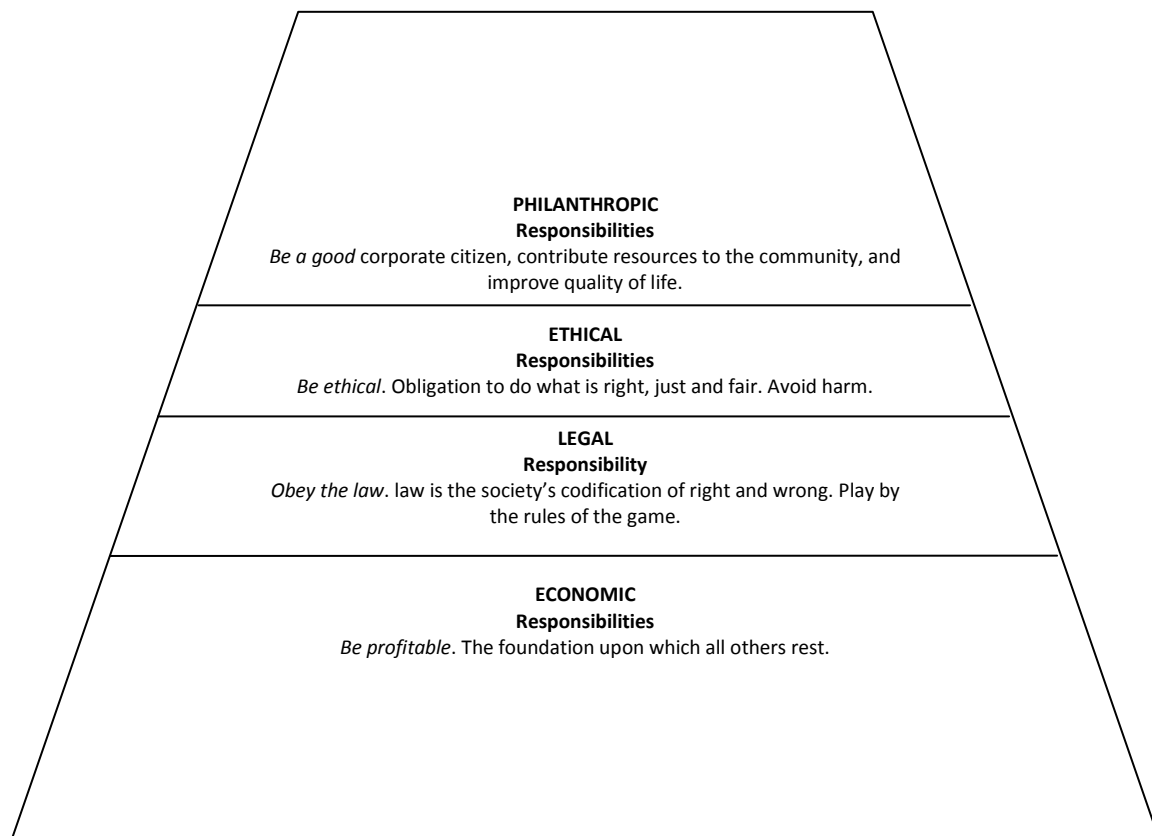 PHILANTHROPIC
Responsibilities
Be a good corporate citizen, contribute resources to the community, and
improve quality of life.
ETHICAL
Responsibilities
Be ethical. Obligation to do what is right, just and fair. Avoid harm.
LEGAL
Responsibility
Obey the law. law is the society’s codification of right and wrong. Play by
the rules of the game.
ECONOMIC
Responsibilities
Be profitable. The foundation upon which all others rest.